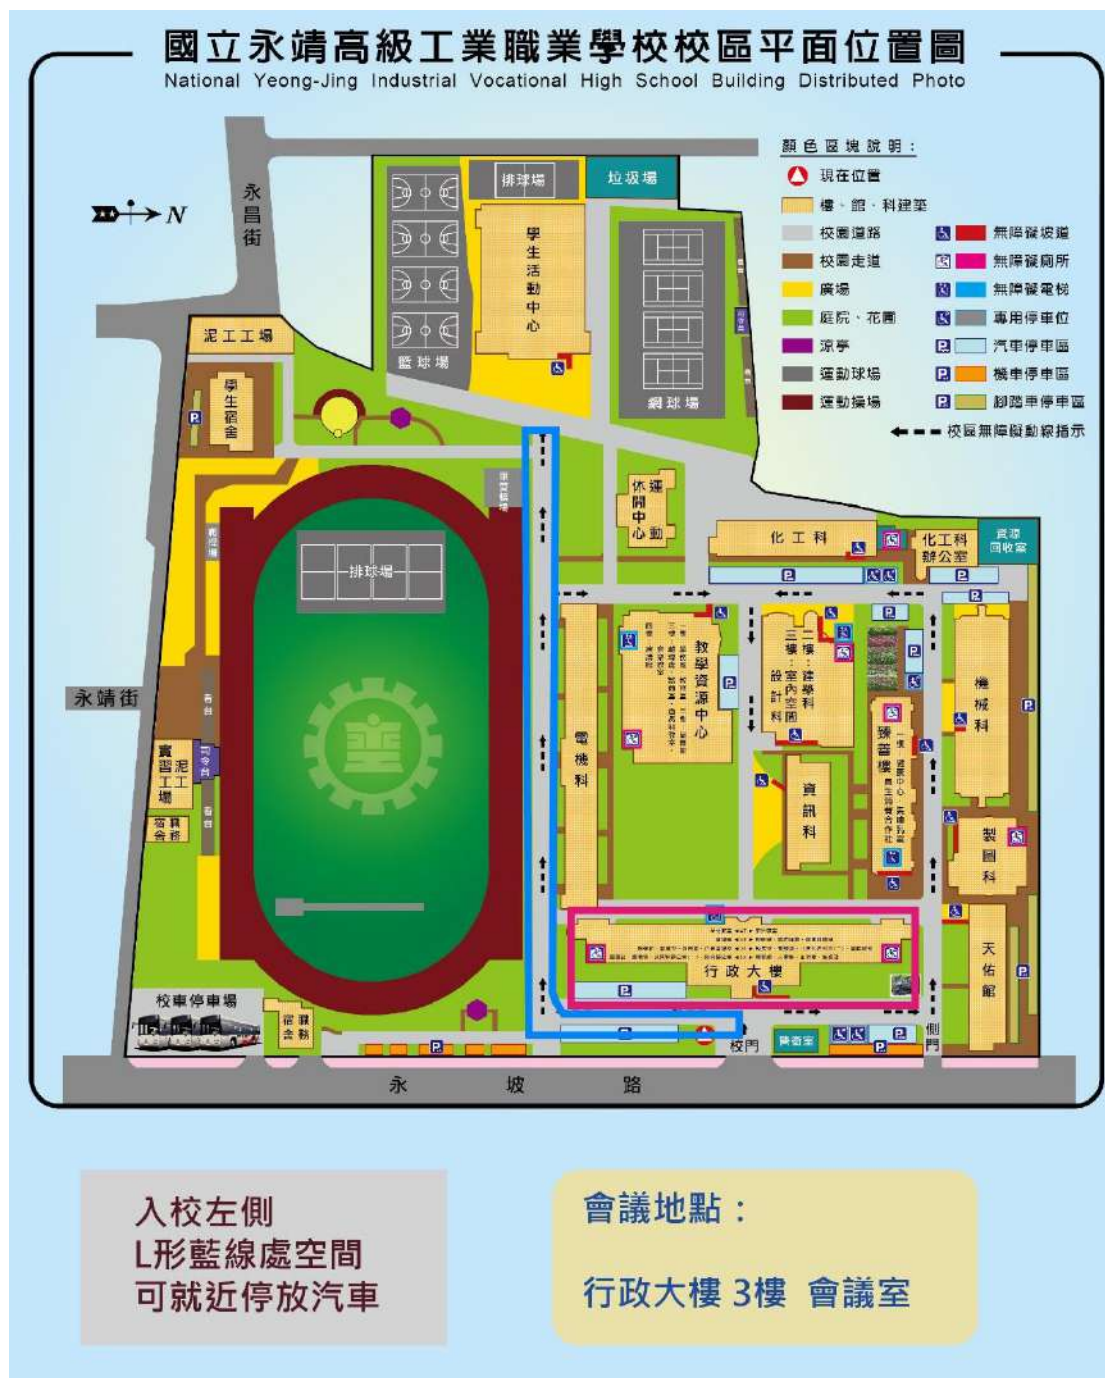 國立永靖高級工業職業學校校區平面位置圖
National Yeong-Jing Industrial Vocational High School Building Distributed Photo
顏色區塊說明：
現在位置
樓、館、科建築
校園道路
校園走道
廣場
庭院、花圃
涼亭
運動球場
運動操場
無障礙坡道
無障礙廁所
無障礙電梯
專用停車位
汽車停車區
機車停車區
腳踏車停車區
校區無障礙動線指示
N
永昌街
排球場
垃圾場
學生活動中心
籃球場
網球場
泥工工場
學生宿舍
運動休閒中心
化工科
化工科辦公室
資源回收室
排球場
永靖街
泥工實習工場
職務宿舍
電機科
教學資源中心
二樓：建築科
三樓：室內空間設計科
臻善樓
機械科
資訊科
製圖科
天佑館
行政大樓
校車停車場
職務宿舍
校門
警衛室
側門
永坡路
入校左側
L形藍線處空間
可就近停放汽車
會議地點：
行政大樓 3樓 會議室